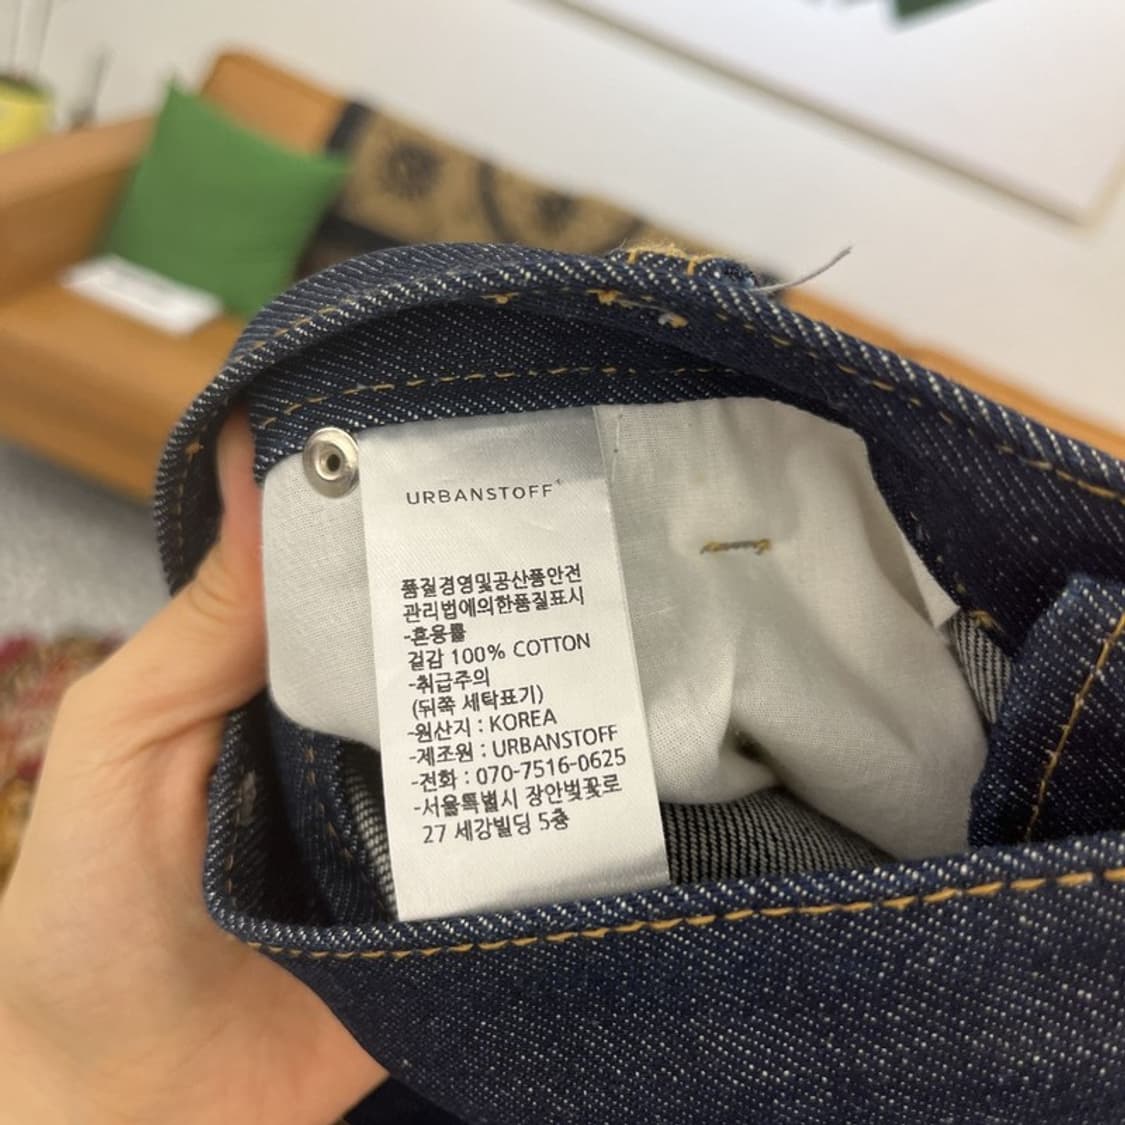 URBANSTOFF
품질경영및공산품안전
관리법에의한품질표시
-혼용률
겉감 100% COTTON
-취급주의
(뒤쪽 세탁표기)
-원산지 : KOREA
-제조원 : URBANSTOFF
-전화 : 070-7516-0625
-서울특별시 장안벚꽃로
27 세강빌딩 5층